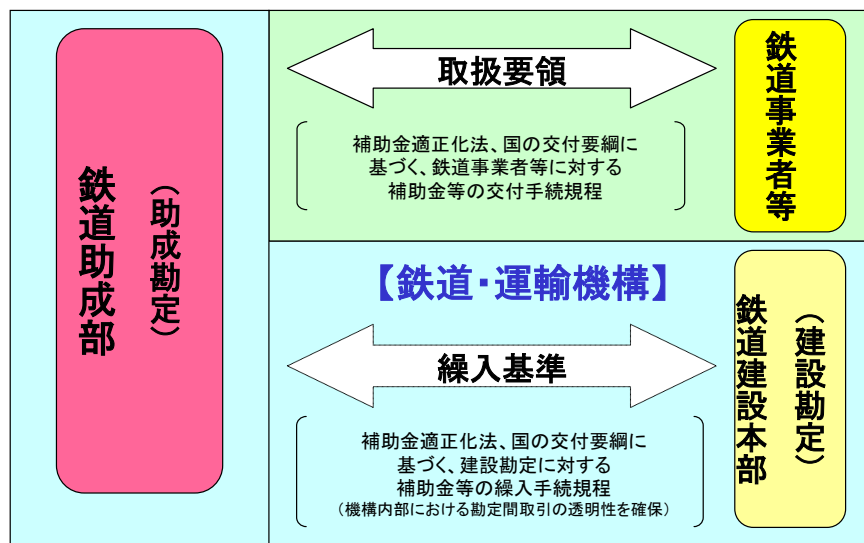 鉄道助成部
（助成勘定）
取扱要領
補助金適正化法、国の交付要綱に
基づく、鉄道事業者等に対する
補助金等の交付手続規程
鉄道事業者等
【鉄道・運輸機構】
繰入基準
補助金適正化法、国の交付要綱に
基づく、建設勘定に対する
補助金等の繰入手続規程
（機構内部における勘定間取引の透明性を確保）
（建設勘定）
鉄道建設本部